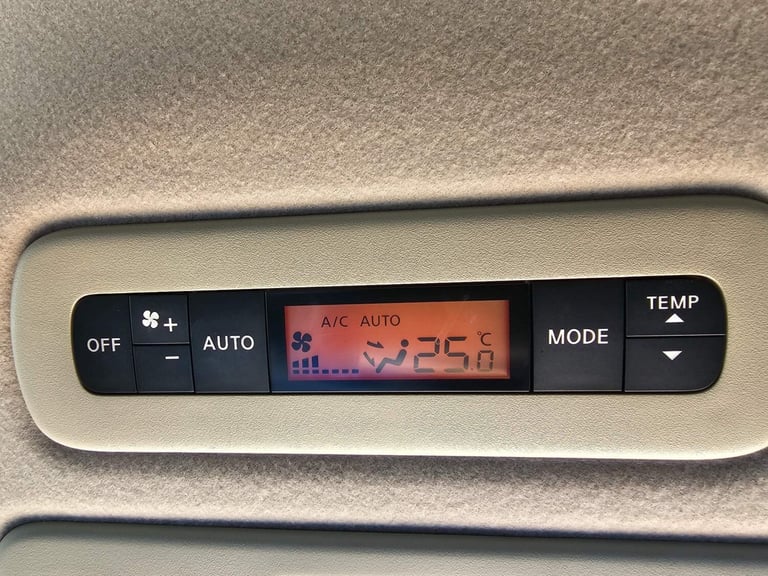 OFF
+
-
AUTO
A/C AUTO
25.0 °C
MODE
TEMP